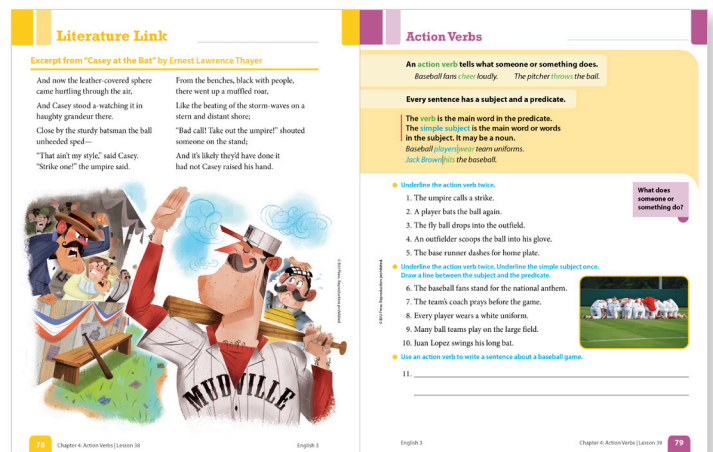 Literature Link
Excerpt from "Casey at the Bat" by Ernest Lawrence Thayer
And now the leather-covered sphere
came hurtling through the air,
And Casey stood a-watching it in
haughty grandeur there.
Close by the sturdy batsman the ball
unheeded sped—
"That ain't my style," said Casey.
"Strike one!" the umpire said.
From the benches, black with people,
there went up a muffled roar,
Like the beating of the storm-waves on a
stern and distant shore;
"Bad call! Take out the umpire!" shouted
someone on the stand;
And it's likely they'd have done it
had not Casey raised his hand.
MUDVILLE
© BJU Press. Reproduction prohibited.
78 Chapter 4: Action Verbs | Lesson 38
English 3
Action Verbs
An action verb tells what someone or something does.
Baseball fans cheer loudly. The pitcher throws the ball.
Every sentence has a subject and a predicate.
The verb is the main word in the predicate.
The simple subject is the main word or words
in the subject. It may be a noun.
Baseball players|wear team uniforms.
Jack Brown|hits the baseball.
Underline the action verb twice.
What does
someone or
something do?
1. The umpire calls a strike.
2. A player bats the ball again.
3. The fly ball drops into the outfield.
4. An outfielder scoops the ball into his glove.
5. The base runner dashes for home plate.
Underline the action verb twice. Underline the simple subject once.
Draw a line between the subject and the predicate.
6. The baseball fans stand for the national anthem.
7. The team's coach prays before the game.
8. Every player wears a white uniform.
9. Many ball teams play on the large field.
10. Juan Lopez swings his long bat.
Use an action verb to write a sentence about a baseball game.
11.
© BJU Press. Reproduction prohibited.
English 3
Chapter 4: Action Verbs | Lesson 39 79